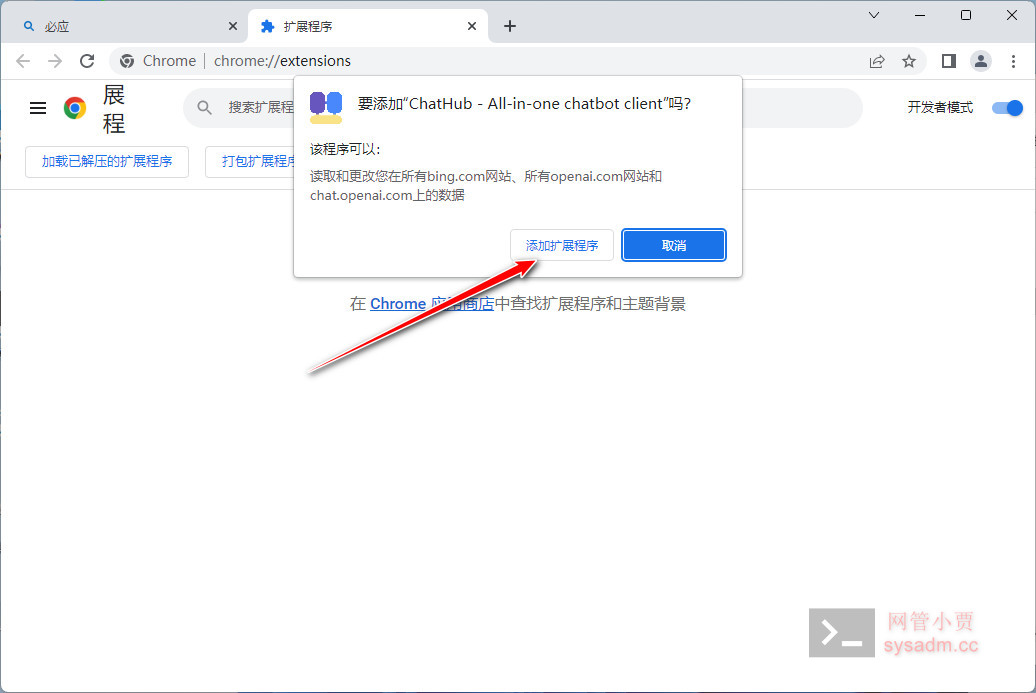 必应
扩展程序
Chrome | chrome://extensions
展
程
搜索扩展程
开发者模式
加载已解压的扩展程序
打包扩展程序
要添加“ChatHub - All-in-one chatbot client”吗?
该程序可以:
读取和更改您在所有bing.com网站、所有openai.com网站和
chat.openai.com上的数据
添加扩展程序
取消
在 Chrome 应用商店中查找扩展程序和主题背景
网管小贾
sysadm.cc